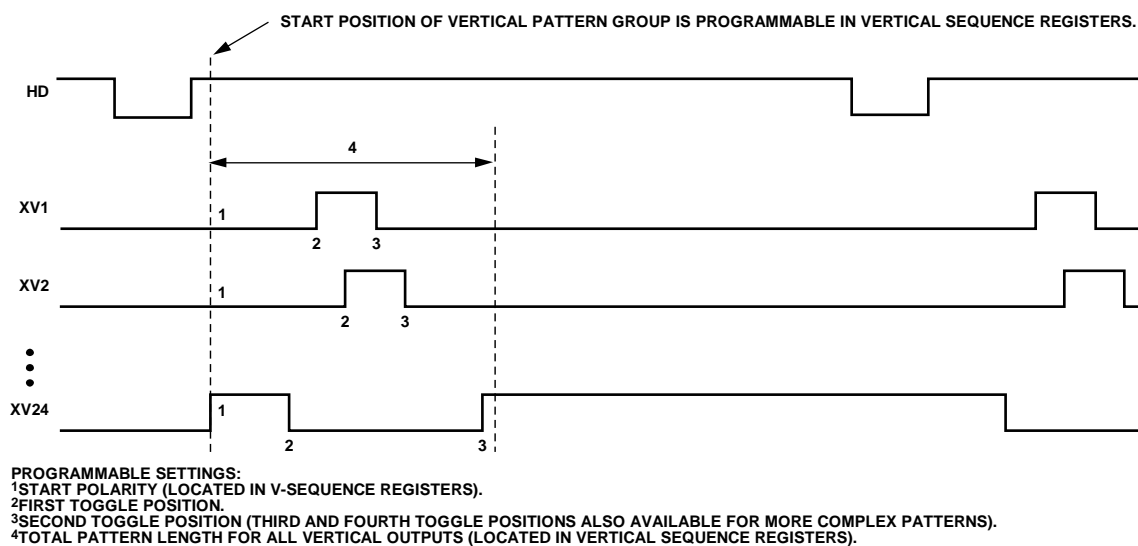 START POSITION OF VERTICAL PATTERN GROUP IS PROGRAMMABLE IN VERTICAL SEQUENCE REGISTERS.
HD
4
XV1
1
2 3
XV2
1
2 3
XV24
1
2 3
PROGRAMMABLE SETTINGS:
1START POLARITY (LOCATED IN V-SEQUENCE REGISTERS).
2FIRST TOGGLE POSITION.
3SECOND TOGGLE POSITION (THIRD AND FOURTH TOGGLE POSITIONS ALSO AVAILABLE FOR MORE COMPLEX PATTERNS).
4TOTAL PATTERN LENGTH FOR ALL VERTICAL OUTPUTS (LOCATED IN VERTICAL SEQUENCE REGISTERS).